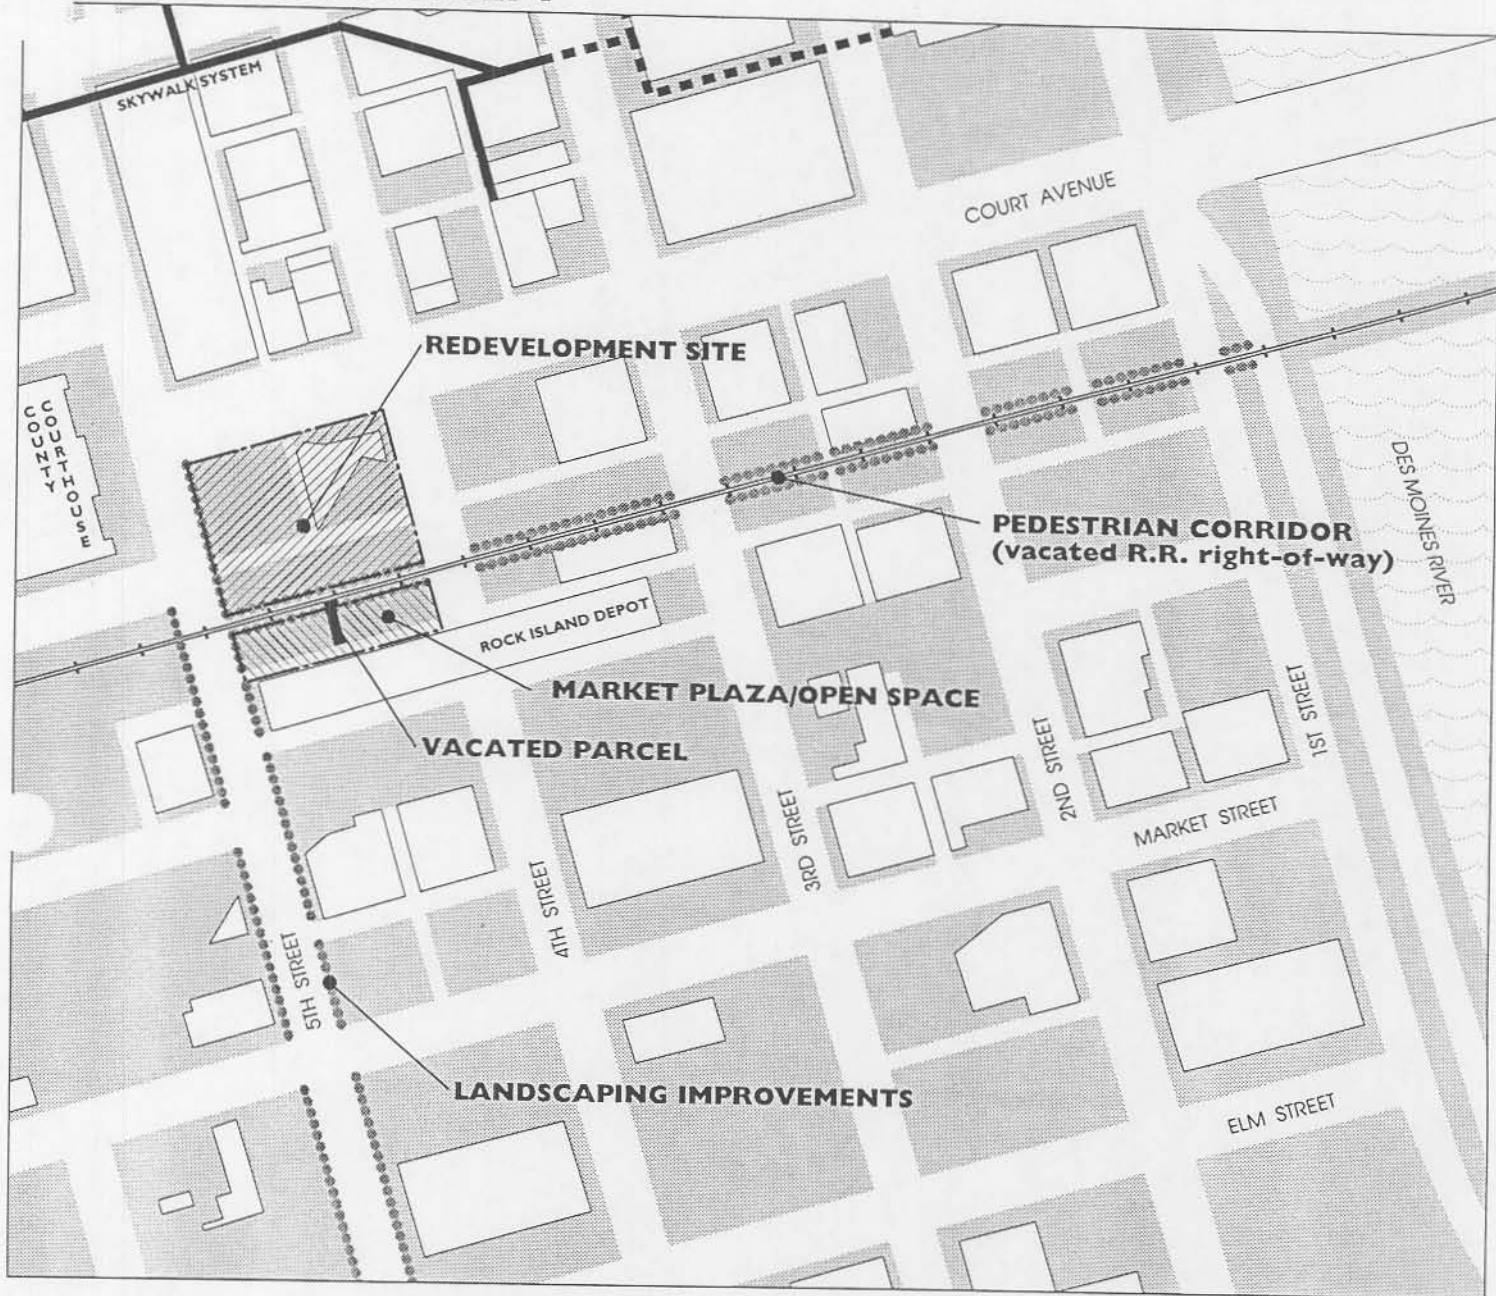 SKYWALK SYSTEM
COURT AVENUE
REDEVELOPMENT SITE
COUNTY
COURTHOUSE
DES MOINES RIVER
PEDESTRIAN CORRIDOR
(vacated R.R. right-of-way)
ROCK ISLAND DEPOT
MARKET PLAZA/OPEN SPACE
VACATED PARCEL
1ST STREET
2ND STREET
3RD STREET
MARKET STREET
4TH STREET
5TH STREET
LANDSCAPING IMPROVEMENTS
ELM STREET